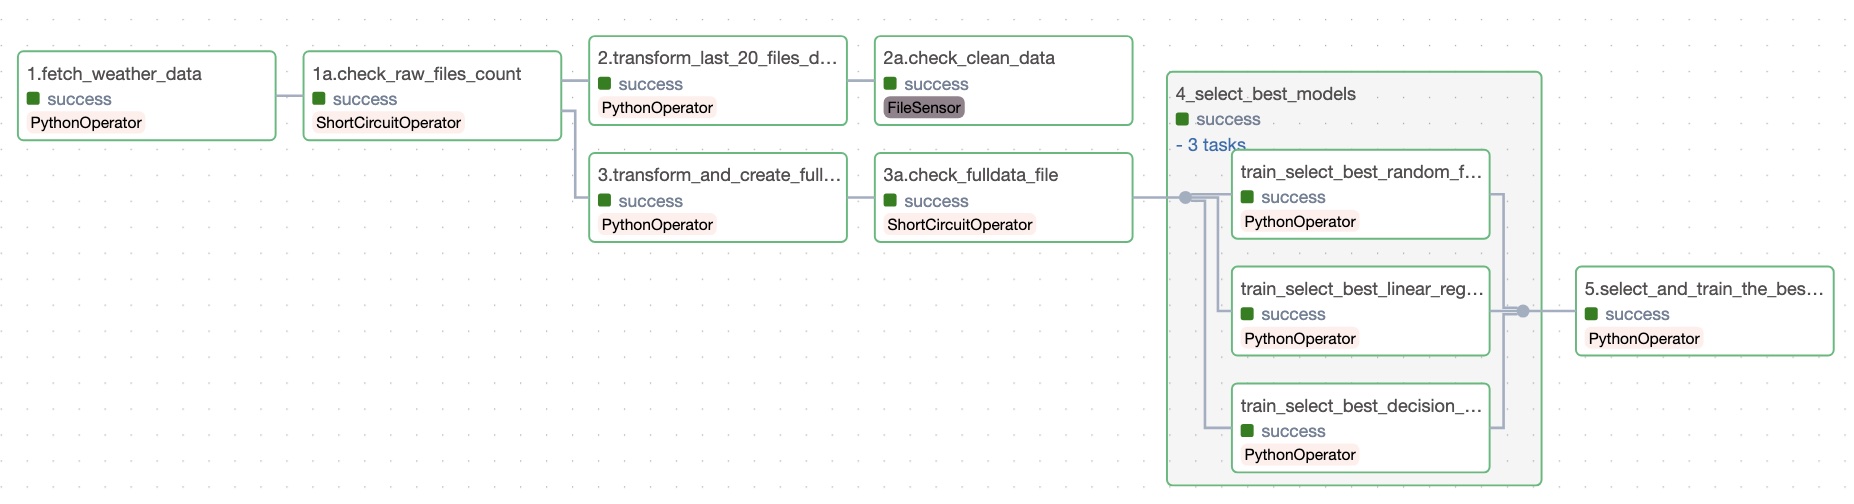 1.fetch_weather_data
success
PythonOperator
1a.check_raw_files_count
success
ShortCircuitOperator
2.transform_last_20_files_d...
success
PythonOperator
2a.check_clean_data
success
FileSensor
3.transform_and_create_full...
success
PythonOperator
3a.check_fulldata_file
success
ShortCircuitOperator
4_select_best_models
success
- 3 tasks
train_select_best_random_f...
success
PythonOperator
train_select_best_linear_reg...
success
PythonOperator
train_select_best_decision_...
success
PythonOperator
5.select_and_train_the_bes...
success
PythonOperator